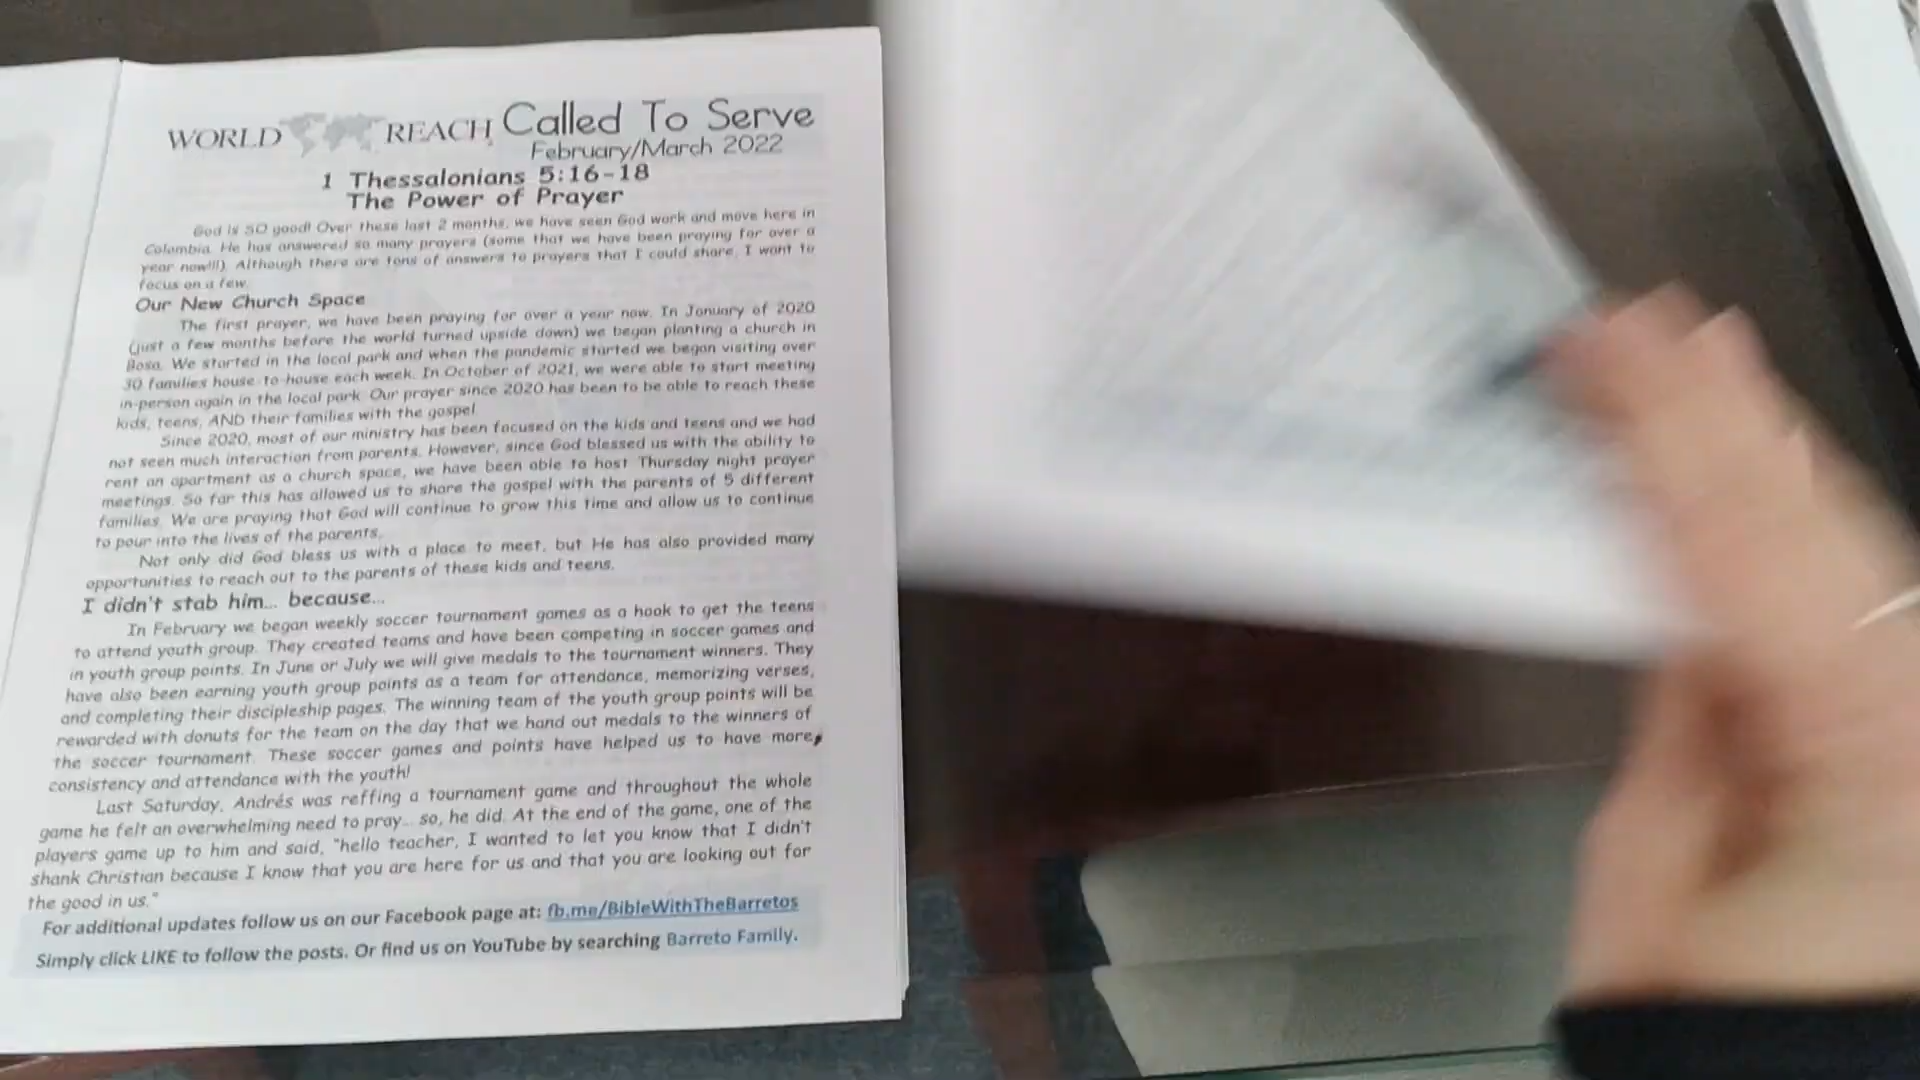 WORLD REACH Called To Serve
February/March 2022
1 Thessalonians 5:16-18
The Power of Prayer
God is SO good! Over these last 2 months, we have seen God work and move here in
Colombia. He has answered so many prayers (some that we have been praying for over a
year now!!!). Although there are tons of answers to prayers that I could share, I want to
focus on a few.
Our New Church Space
The first prayer, we have been praying for over a year now. In January of 2020
(just a few months before the world turned upside down) we began planting a church in
Bosa. We started in the local park and when the pandemic started we began visiting over
30 families house-to-house each week. In October of 2021, we were able to start meeting
in-person again in the local park. Our prayer since 2020 has been to be able to reach these
kids, teens, AND their families with the gospel.
Since 2020, most of our ministry has been focused on the kids and teens and we had
not seen much interaction from parents. However, since God blessed us with the ability to
rent an apartment as a church space, we have been able to host Thursday night prayer
meetings. So far this has allowed us to share the gospel with the parents of 5 different
families. We are praying that God will continue to grow this time and allow us to continue
to pour into the lives of the parents.
Not only did God bless us with a place to meet, but He has also provided many
opportunities to reach out to the parents of these kids and teens.
I didn't stab him... because...
In February we began weekly soccer tournament games as a hook to get the teens
to attend youth group. They created teams and have been competing in soccer games and
in youth group points. In June or July we will give medals to the tournament winners. They
have also been earning youth group points as a team for attendance, memorizing verses,
and completing their discipleship pages. The winning team of the youth group points will be
rewarded with donuts for the team on the day that we hand out medals to the winners of
the soccer tournament. These soccer games and points have helped us to have more
consistency and attendance with the youth!
Last Saturday, Andrés was reffing a tournament game and throughout the whole
game he felt an overwhelming need to pray... so, he did. At the end of the game, one of the
players game up to him and said, "hello teacher, I wanted to let you know that I didn't
shank Christian because I know that you are here for us and that you are looking out for
the good in us."
For additional updates follow us on our Facebook page at: fb.me/BibleWithTheBarretos
Simply click LIKE to follow the posts. Or find us on YouTube by searching Barreto Family.